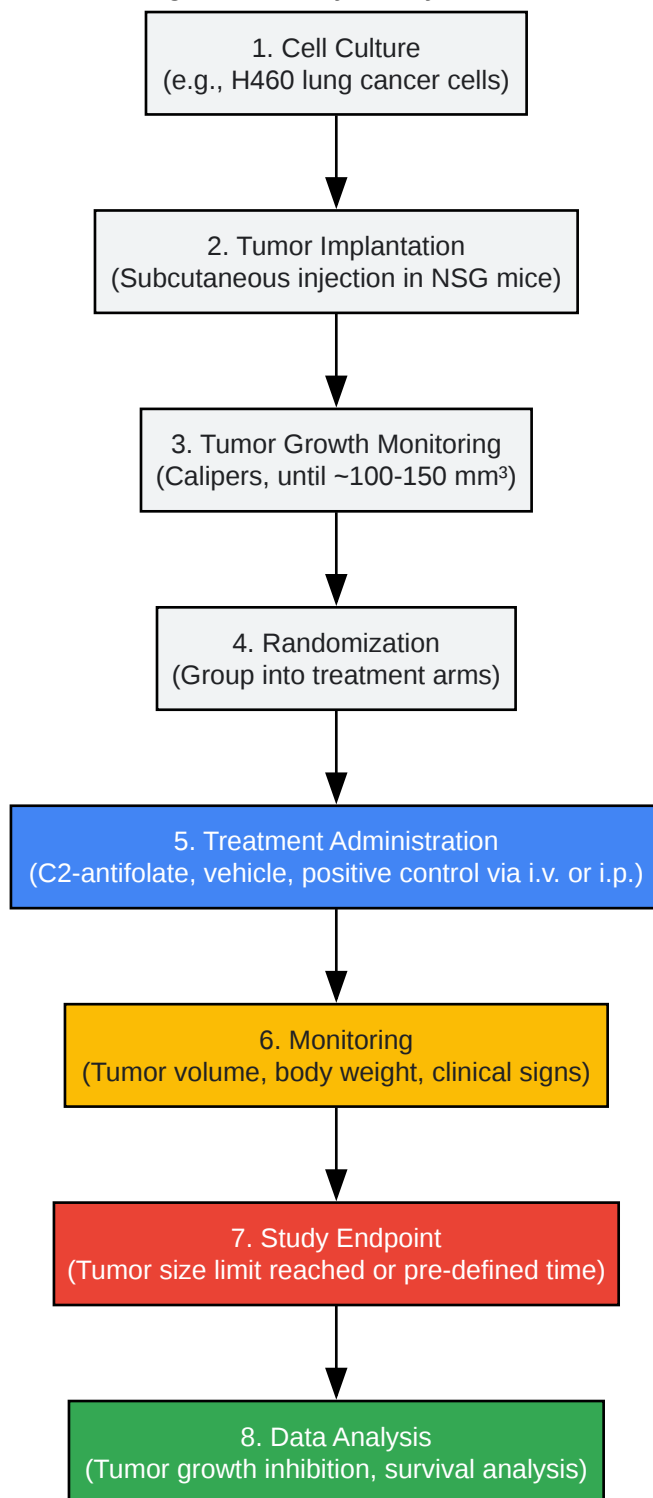 1. Cell Culture
(e.g., H460 lung cancer cells)
2. Tumor Implantation
(Subcutaneous injection in NSG mice)
3. Tumor Growth Monitoring
(Calipers, until ~100-150 mm³)
4. Randomization
(Group into treatment arms)
5. Treatment Administration
(C2-antifolate, vehicle, positive control via i.v. or i.p.)
6. Monitoring
(Tumor volume, body weight, clinical signs)
7. Study Endpoint
(Tumor size limit reached or pre-defined time)
8. Data Analysis
(Tumor growth inhibition, survival analysis)